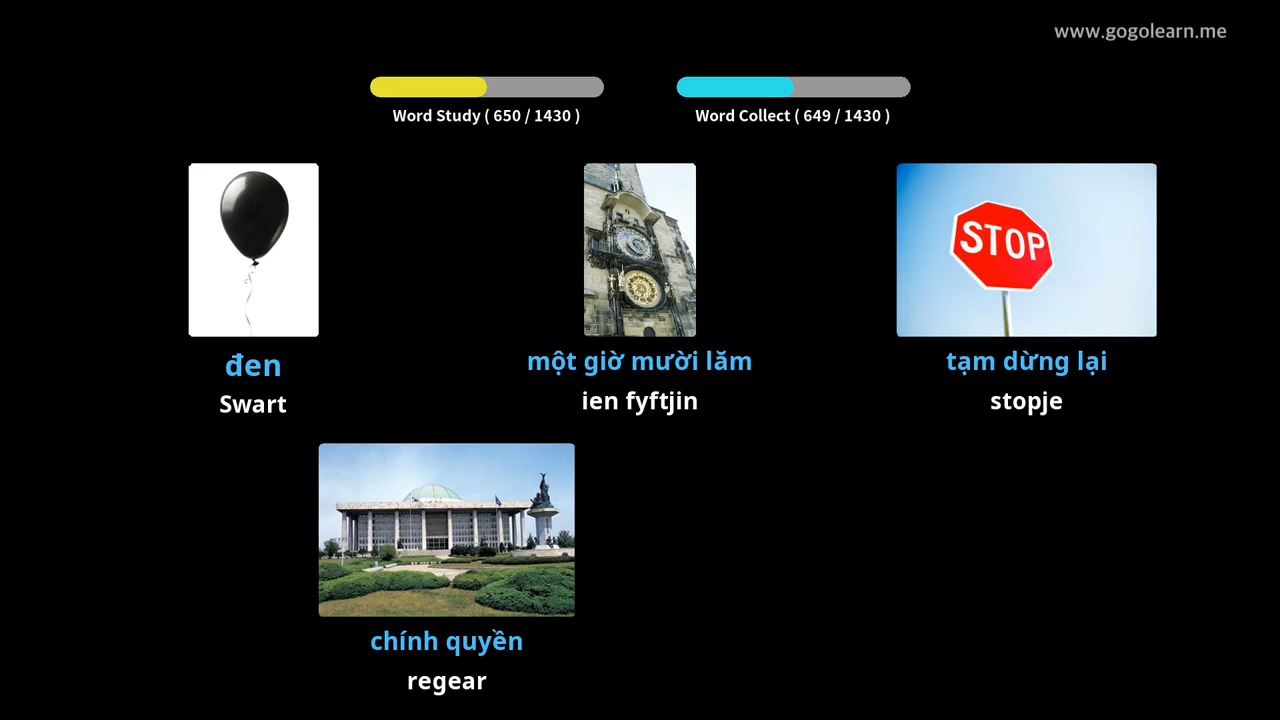 www.gogolearn.me
Word Study ( 650 / 1430 )
Word Collect ( 649 / 1430 )
STOP
đen
Swart
một giờ mười lăm
ien fyftjin
tạm dừng lại
stopje
chính quyền
regear